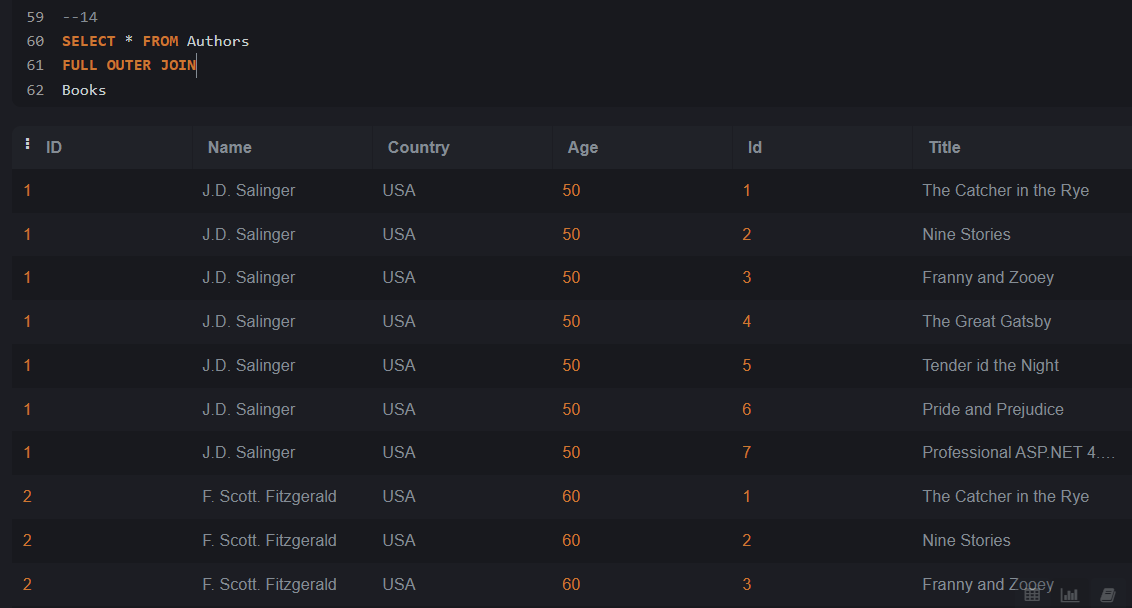 59 --14
60 SELECT * FROM Authors
61 FULL OUTER JOIN
62 Books
ID Name Country Age Id Title
1 J.D. Salinger USA 50 1 The Catcher in the Rye
1 J.D. Salinger USA 50 2 Nine Stories
1 J.D. Salinger USA 50 3 Franny and Zooey
1 J.D. Salinger USA 50 4 The Great Gatsby
1 J.D. Salinger USA 50 5 Tender id the Night
1 J.D. Salinger USA 50 6 Pride and Prejudice
1 J.D. Salinger USA 50 7 Professional ASP.NET 4....
2 F. Scott. Fitzgerald USA 60 1 The Catcher in the Rye
2 F. Scott. Fitzgerald USA 60 2 Nine Stories
2 F. Scott. Fitzgerald USA 60 3 Franny and Zooey